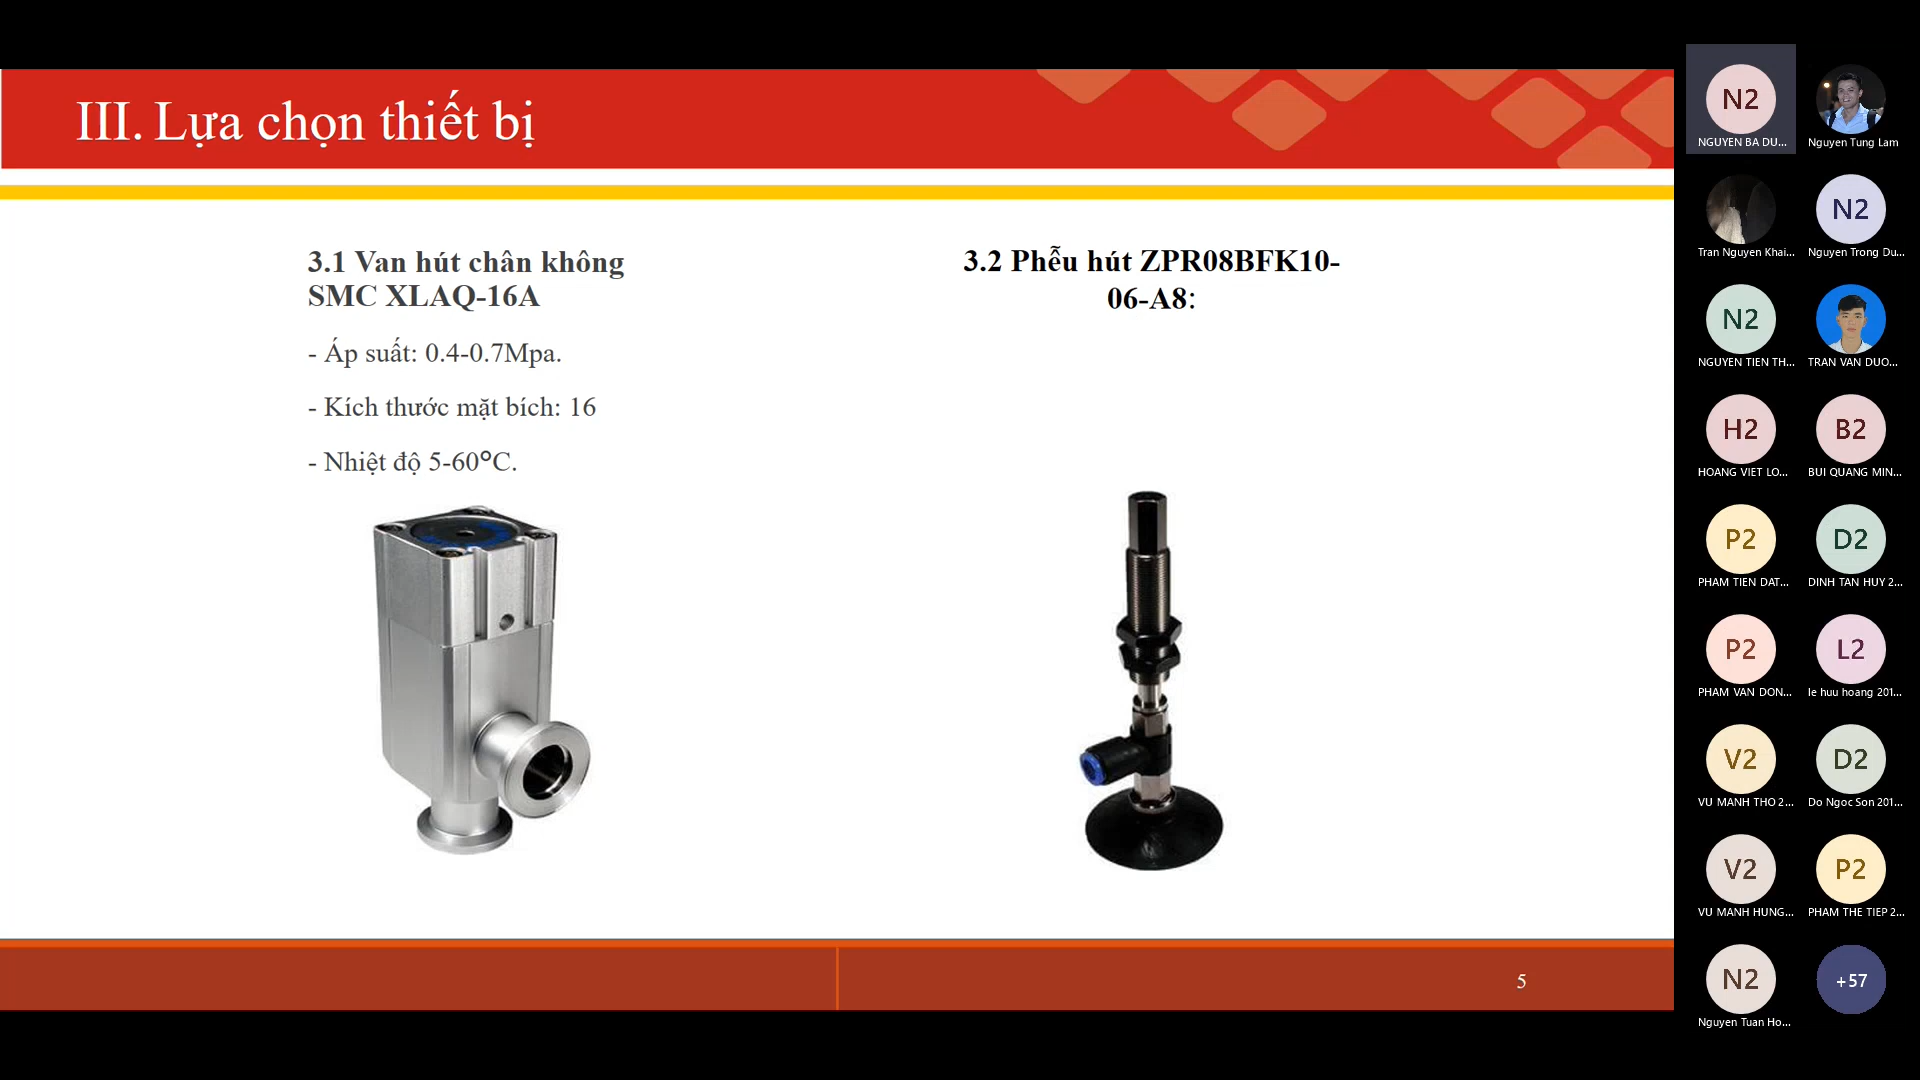 III. Lựa chọn thiết bị
3.1 Van hút chân không
SMC XLAQ-16A
- Áp suất: 0.4-0.7Mpa.
- Kích thước mặt bích: 16
- Nhiệt độ 5-60°C.
3.2 Phễu hút ZPR08BFK10-
06-A8:
5
N2
NGUYEN BA DU...
Nguyen Tung Lam
Tran Nguyen Khai...
N2
Nguyen Trong Du...
N2
NGUYEN TIEN TH...
TRAN VAN DUO...
H2
HOANG VIET LO...
B2
BUI QUANG MIN...
P2
PHAM TIEN DAT...
D2
DINH TAN HUY 2...
P2
PHAM VAN DON...
L2
le huu hoang 201...
V2
VU MANH THO 2...
D2
Do Ngoc Son 201...
V2
VU MANH HUNG...
P2
PHAM THE TIEP 2...
N2
Nguyen Tuan Ho...
+57